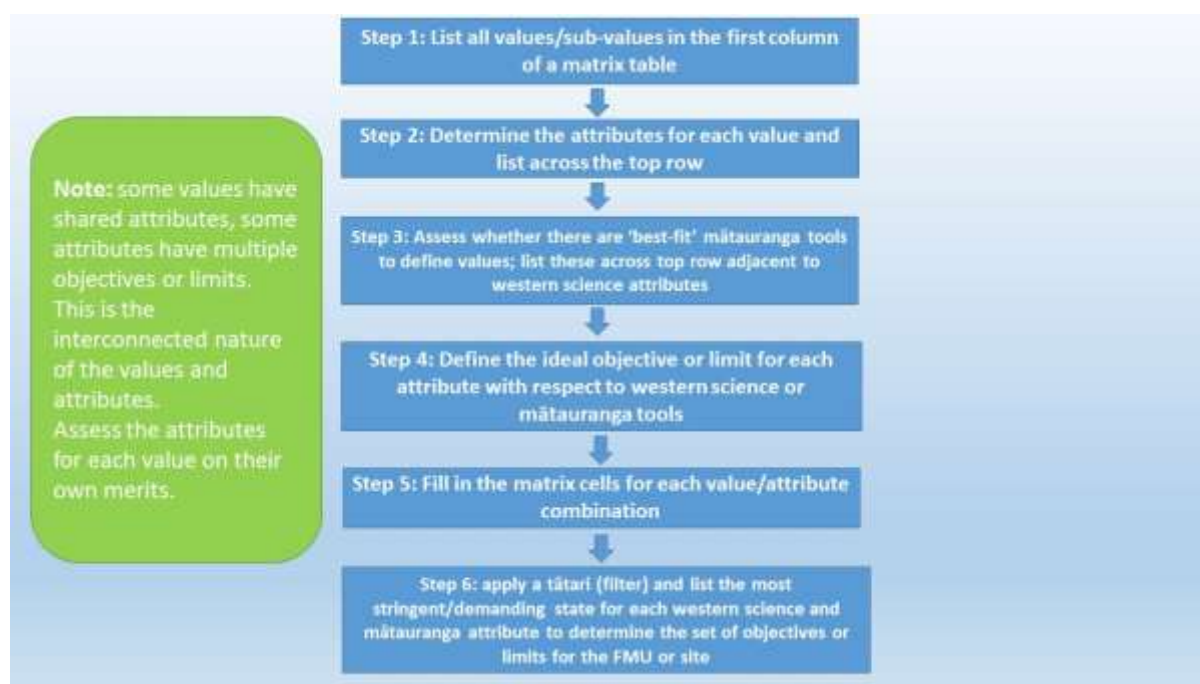 Step 1: List all values/sub-values in the first column
of a matrix table
Step 2: Determine the attributes for each value and
list across the top row
Step 3: Assess whether there are ‘best-fit’ mātauranga tools
to define values; list these across top row adjacent to
western science attributes
Step 4: Define the ideal objective or limit for each
attribute with respect to western science or
mātauranga tools
Step 5: Fill in the matrix cells for each value/attribute
combination
Step 6: apply a tātari (filter) and list the most
stringent/demanding state for each western science and
mātauranga attribute to determine the set of objectives or
limits for the FMU or site
Note: some values have
shared attributes, some
attributes have multiple
objectives or limits.
This is the
interconnected nature
of the values and
attributes.
Assess the attributes
for each value on their
own merits.